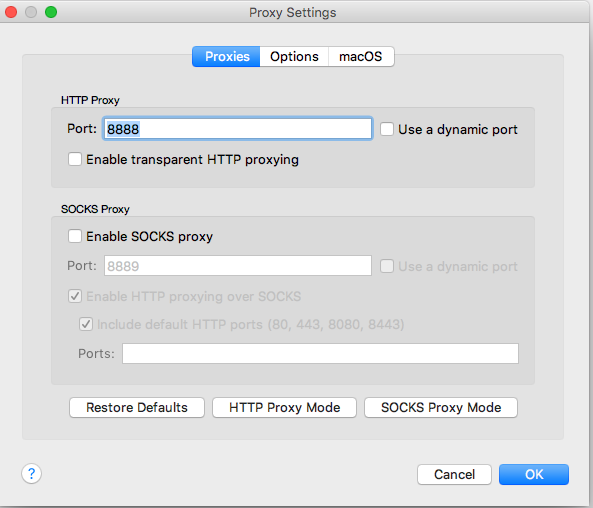 Proxy Settings
Proxies Options macOS
HTTP Proxy
Port: 8888 Use a dynamic port
Enable transparent HTTP proxying
SOCKS Proxy
Enable SOCKS proxy
Port: 8889 Use a dynamic port
Enable HTTP proxying over SOCKS
Include default HTTP ports (80, 443, 8080, 8443)
Ports:
Restore Defaults HTTP Proxy Mode SOCKS Proxy Mode
? Cancel OK